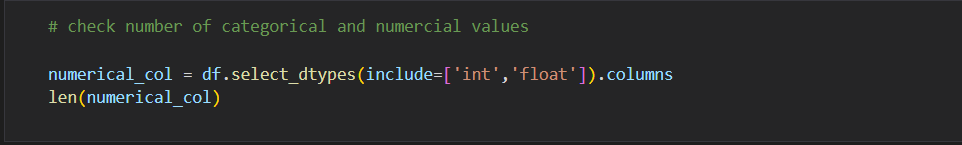 # check number of categorical and numercial values
numerical_col = df.select_dtypes(include=['int','float']).columns
len(numerical_col)